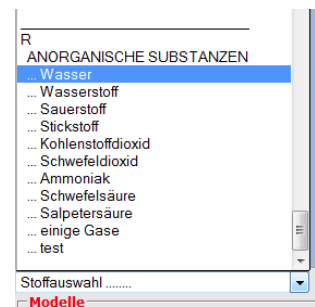 R
ANORGANISCHE SUBSTANZEN
... Wasser
... Wasserstoff
... Sauerstoff
... Stickstoff
... Kohlenstoffdioxid
... Schwefeldioxid
... Ammoniak
... Schwefelsäure
... Salpetersäure
... einige Gase
... test
Stoffauswahl ........
Modelle